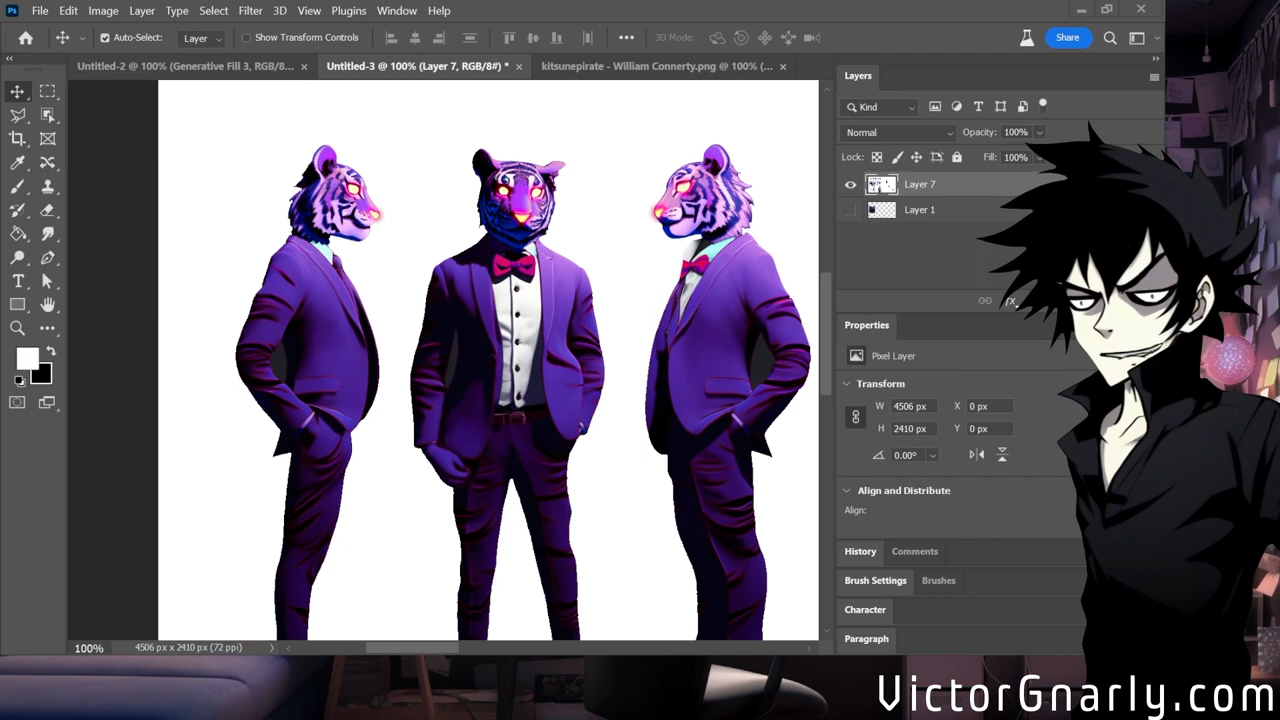 Ps File Edit Image Layer Type Select Filter 3D View Plugins Window Help
Auto-Select: Layer Show Transform Controls 3D Mode: Share
Untitled-2 @ 100% (Generative Fill 3, RGB/8... Untitled-3 @ 100% (Layer 7, RGB/8#) * kitsunepirate - William Connerty.png @ 100% (...
Layers
Kind
Normal Opacity: 100%
Lock: Fill: 100%
Layer 7
Layer 1
fx
Properties
Pixel Layer
Transform
W 4506 px X 0 px
H 2410 px Y 0 px
0.00°
Align and Distribute
Align:
History Comments
Brush Settings Brushes
Character
Paragraph
100% 4506 px x 2410 px (72 ppi)
VictorGnarly.com